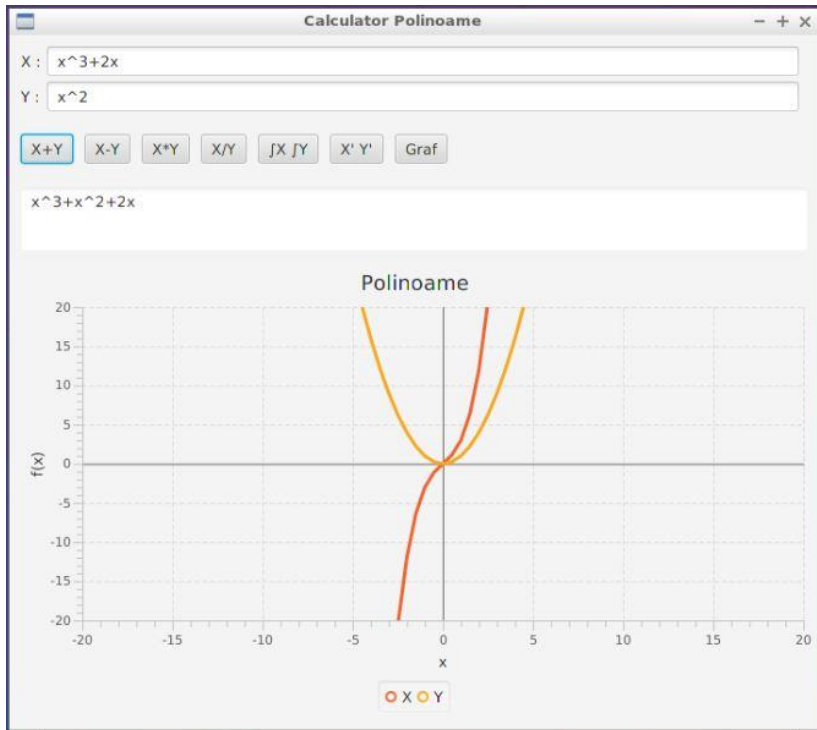 Calculator Polinoame
X : x^3+2x
Y : x^2
X+Y X-Y X*Y X/Y ∫X ∫Y X' Y' Graf
x^3+x^2+2x
Polinoame
20
15
10
5
0
-5
-10
-15
-20
f(x)
-20 -15 -10 -5 0 5 10 15 20
x
X Y